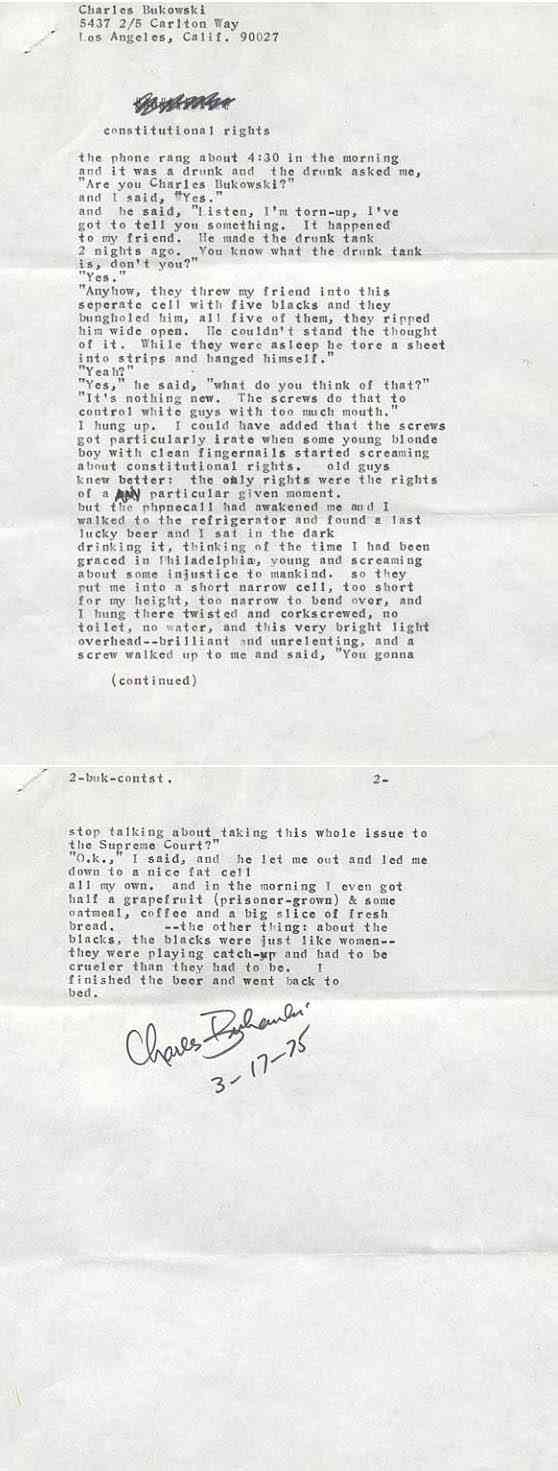 Charles Bukowski
5437 2/5 Carlton Way
Los Angeles, Calif. 90027
constitutional rights
the phone rang about 4:30 in the morning
and it was a drunk and the drunk asked me,
"Are you Charles Bukowski?"
and I said, "Yes."
and he said, "Listen, I'm torn-up, I've
got to tell you something. It happened
to my friend. He made the drunk tank
2 nights ago. You know what the drunk tank
is, don't you?"
"Yes."
"Anyhow, they threw my friend into this
seperate cell with five blacks and they
bungholed him, all five of them, they ripped
him wide open. He couldn't stand the thought
of it. While they were asleep he tore a sheet
into strips and hanged himself."
"Yeah?"
"Yes," he said, "what do you think of that?"
"It's nothing new. The screws do that to
control white guys with too much mouth."
I hung up. I could have added that the screws
got particularly irate when some young blonde
boy with clean fingernails started screaming
about constitutional rights. old guys
knew better: the only rights were the rights
of a particular given moment.
but the phonecall had awakened me and I
walked to the refrigerator and found a last
lucky beer and I sat in the dark
drinking it, thinking of the time I had been
graced in Philadelphia, young and screaming
about some injustice to mankind. so they
put me into a short narrow cell, too short
for my height, too narrow to bend over, and
I hung there twisted and corkscrewed, no
toilet, no water, and this very bright light
overhead--brilliant and unrelenting, and a
screw walked up to me and said, "You gonna
(continued)
2-buk-contst. 2-
stop talking about taking this whole issue to
the Supreme Court?"
"O.k.," I said, and he let me out and led me
down to a nice fat cell
all my own. and in the morning I even got
half a grapefruit (prisoner-grown) & some
oatmeal, coffee and a big slice of fresh
bread. --the other thing: about the
blacks, the blacks were just like women--
they were playing catch-up and had to be
crueler than they had to be. I
finished the beer and went back to
bed.
Charles Bukowski
3-17-75